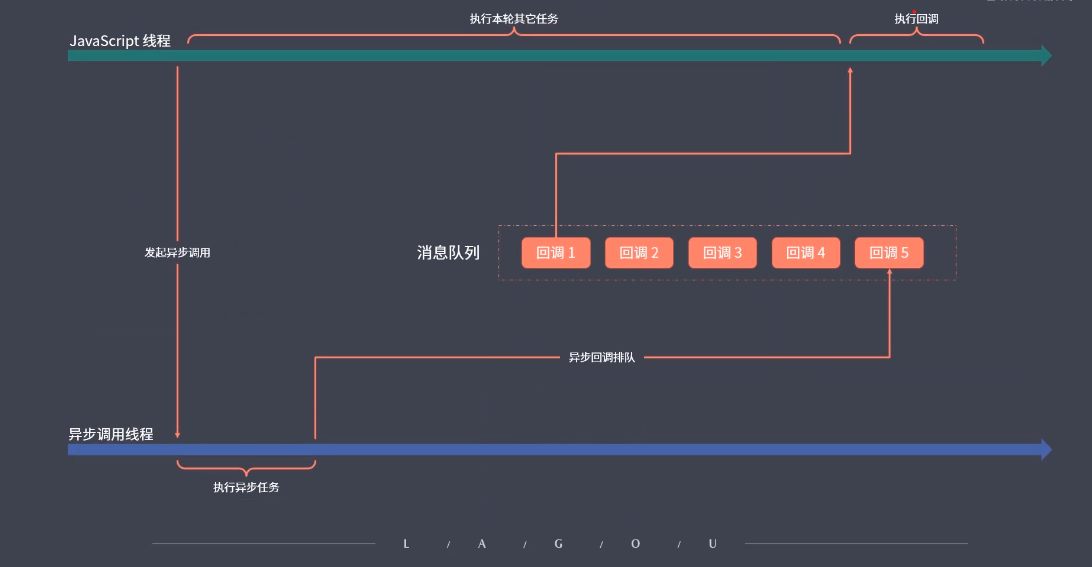 执行本轮其它任务
执行回调
JavaScript 线程
发起异步调用
消息队列
回调 1
回调 2
回调 3
回调 4
回调 5
异步回调排队
异步调用线程
执行异步任务
L / A / G / O / U